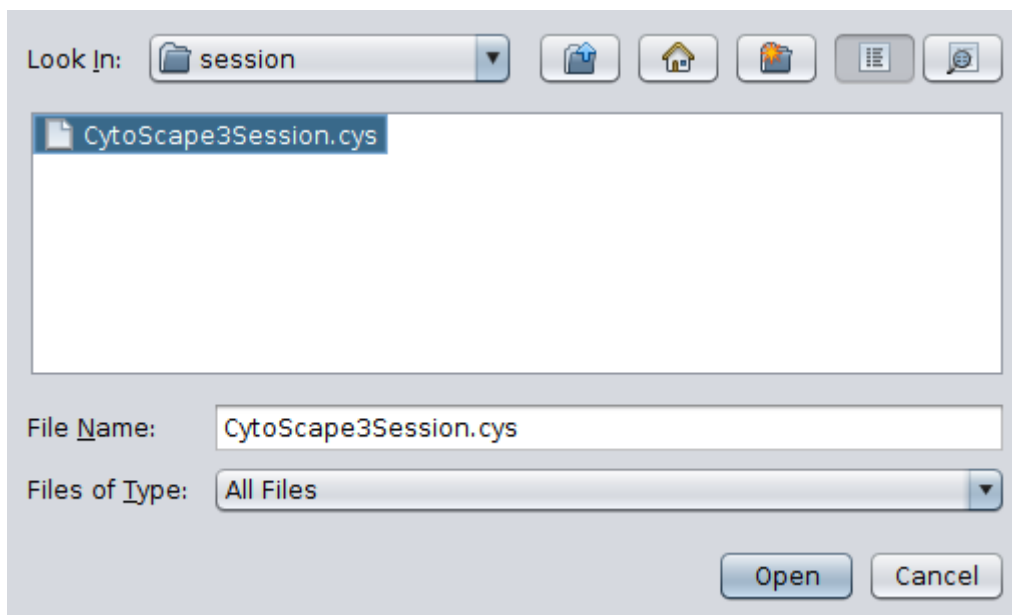 Look In: session
CytoScape3Session.cys
File Name: CytoScape3Session.cys
Files of Type: All Files
Open Cancel